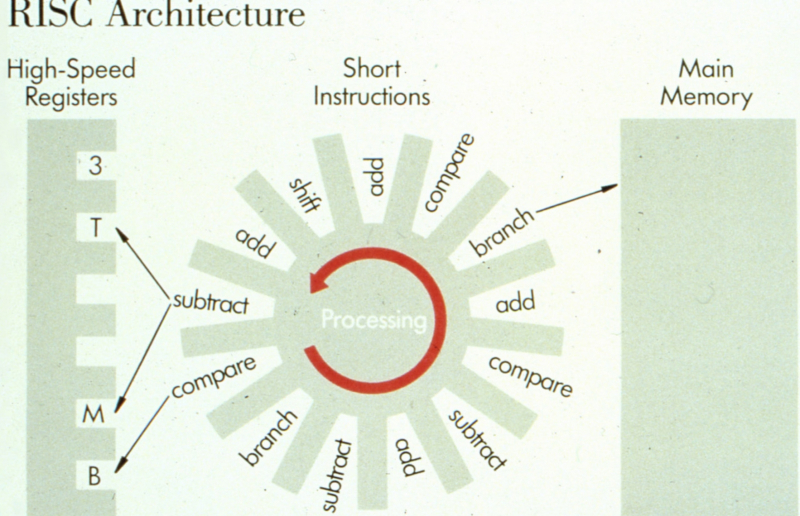 RISC Architecture
High-Speed
Registers
Short
Instructions
Main
Memory
3
T
M
B
subtract
add
shift
add
compare
branch
add
compare
subtract
add
subtract
branch
compare
Processing